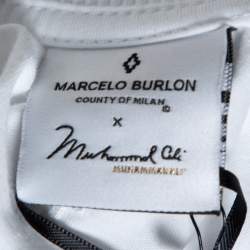 MARCELO BURLON
COUNTY OF MILAN
x
Muhammad Ali